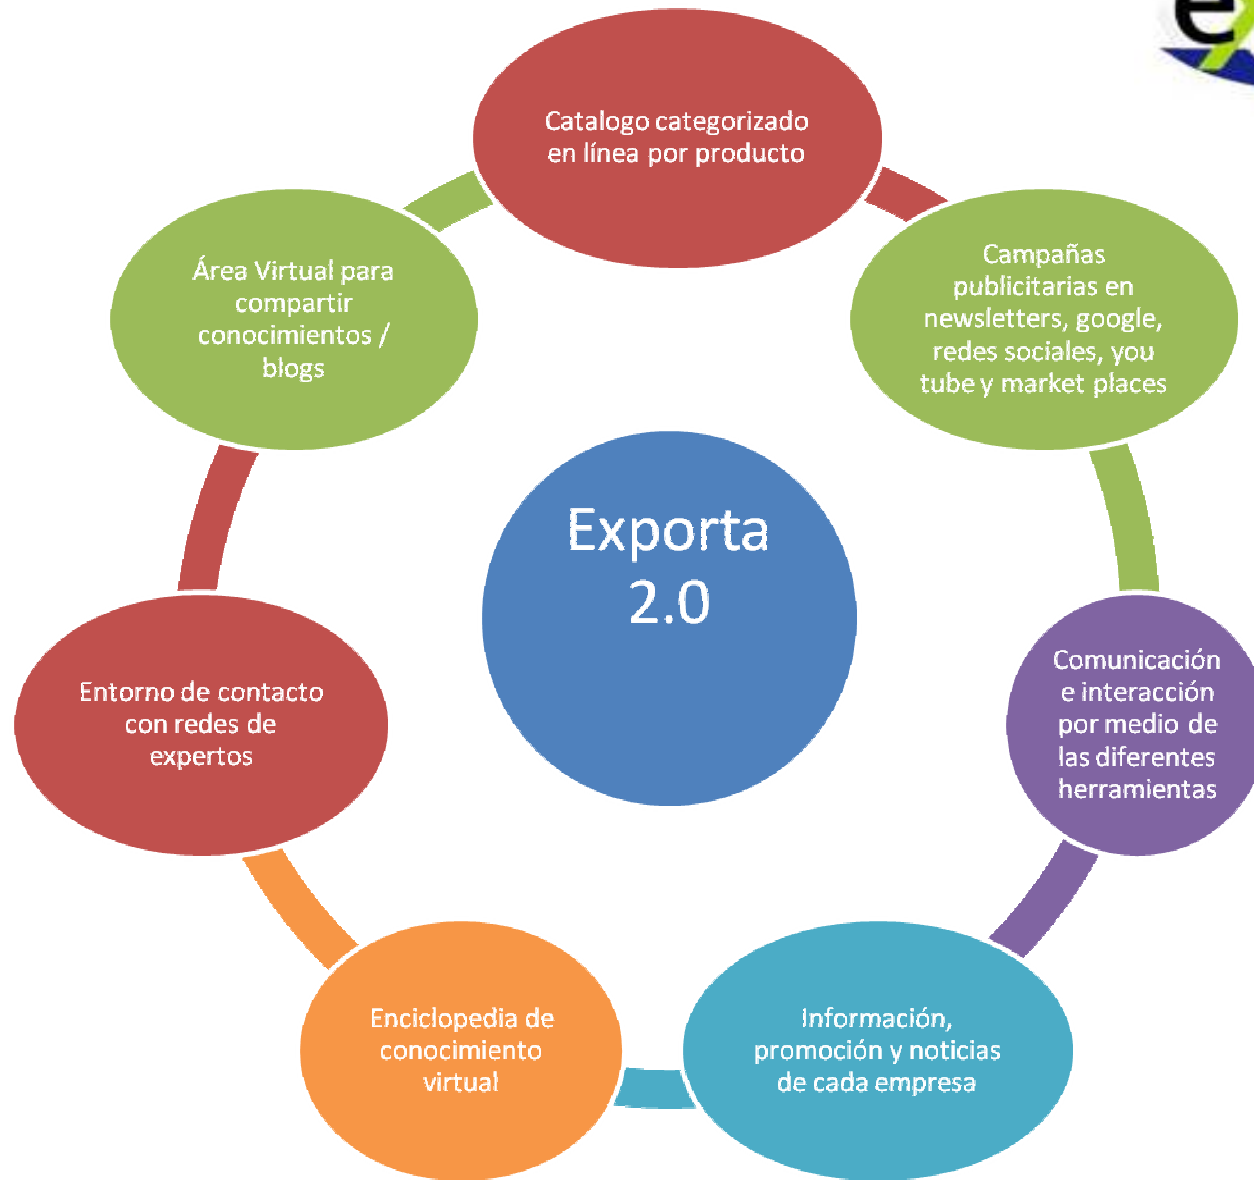 Catalogo categorizado
en línea por producto
Campañas
publicitarias en
newsletters, google,
redes sociales, you
tube y market places
Comunicación
e interacción
por medio de
las diferentes
herramientas
Información,
promoción y noticias
de cada empresa
Enciclopedia de
conocimiento
virtual
Entorno de contacto
con redes de
expertos
Área Virtual para
compartir
conocimientos /
blogs
Exporta
2.0